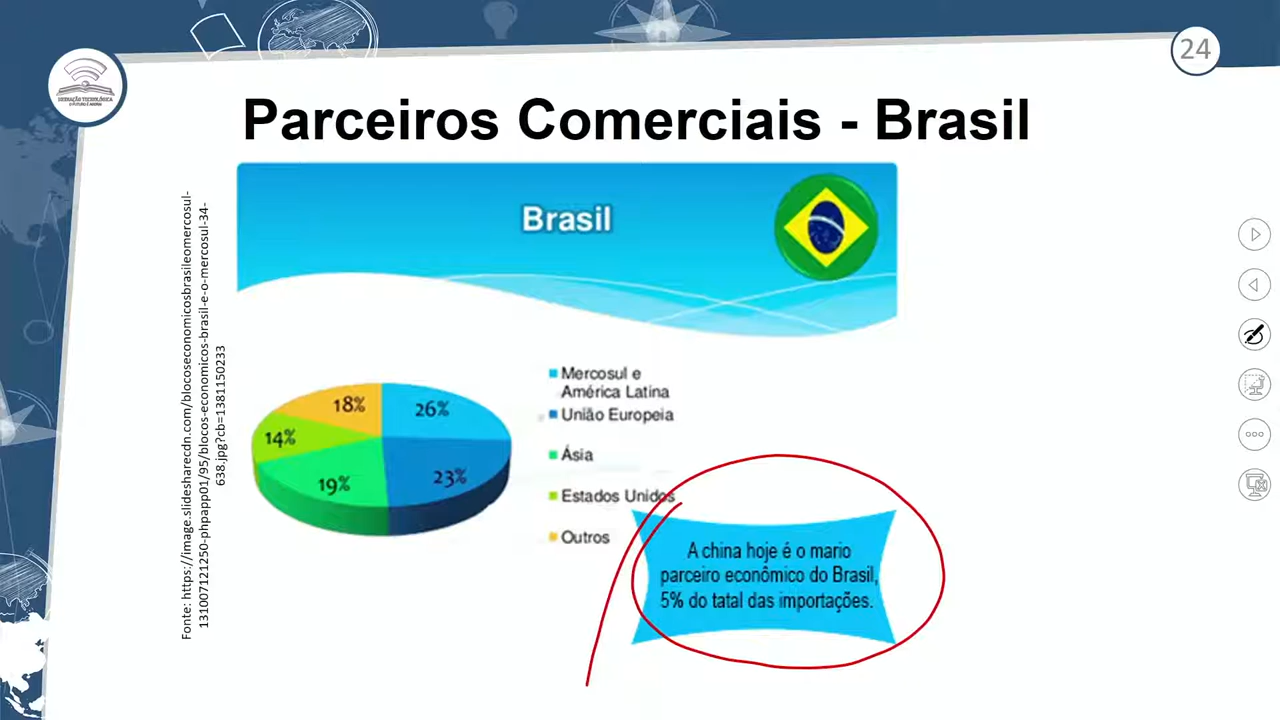 24
MEDIAÇÃO TECNOLÓGICA
Parceiros Comerciais - Brasil
Fonte: https://image.slidesharecdn.com/blocoseconomicosbrasileomercosul-
131007121250-phpapp01/95/blocos-economicos-brasil-e-o-mercosul-34-
638.jpg?cb=1381150233
Brasil
18%
26%
14%
19%
23%
Mercosul e
América Latina
União Europeia
Ásia
Estados Unidos
Outros
A china hoje é o mario
parceiro econômico do Brasil,
5% do tatal das importações.